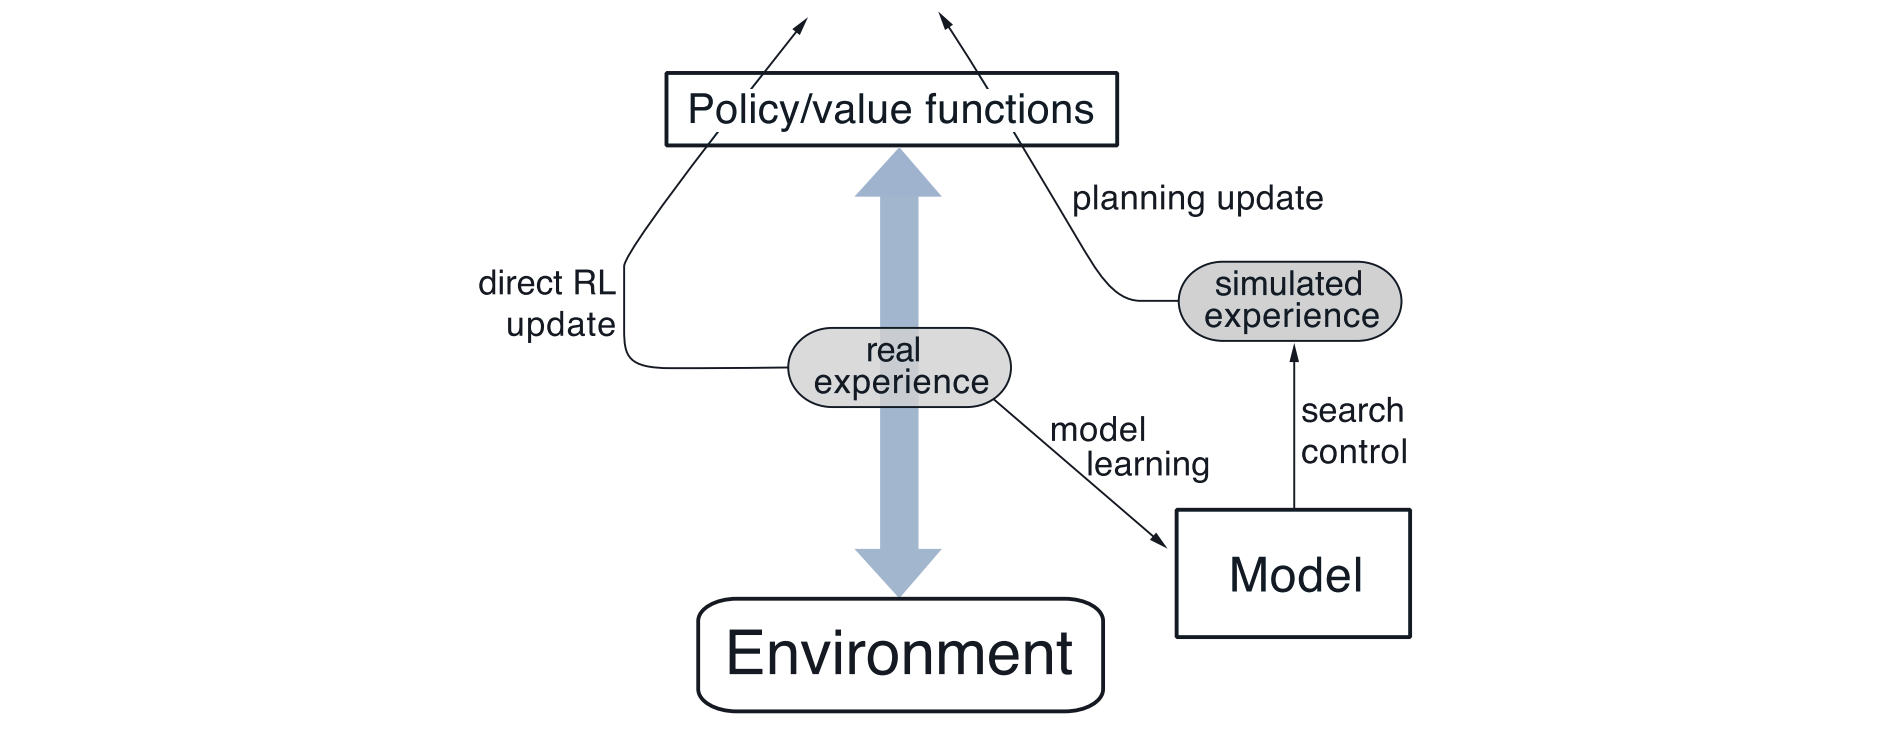 Policy/value functions
planning update
direct RL
update
simulated
experience
real
experience
model
learning
search
control
Model
Environment